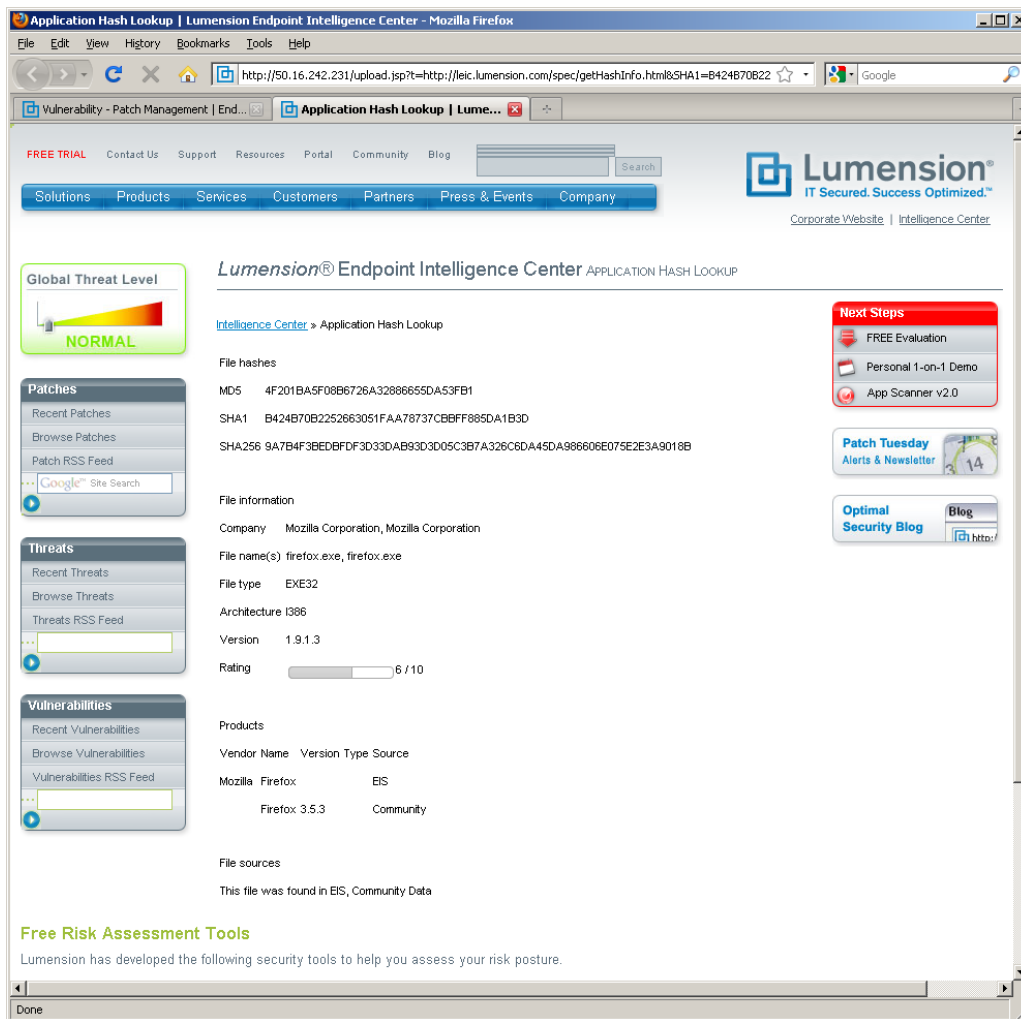 Application Hash Lookup | Lumension Endpoint Intelligence Center - Mozilla Firefox
File Edit View History Bookmarks Tools Help
http://50.16.242.231/upload.jsp?t=http://leic.lumension.com/spec/getHashInfo.html&SHA1=B424B70B22
Google
Vulnerability - Patch Management | End...
Application Hash Lookup | Lume...
FREE TRIAL Contact Us Support Resources Portal Community Blog
Search
Lumension®
IT Secured. Success Optimized.™
Solutions Products Services Customers Partners Press & Events Company
Corporate Website | Intelligence Center
Global Threat Level
NORMAL
Patches
Recent Patches
Browse Patches
Patch RSS Feed
Google™ Site Search
Threats
Recent Threats
Browse Threats
Threats RSS Feed
Vulnerabilities
Recent Vulnerabilities
Browse Vulnerabilities
Vulnerabilities RSS Feed
Lumension® Endpoint Intelligence Center APPLICATION HASH LOOKUP
Intelligence Center » Application Hash Lookup
File hashes
MD5 4F201BA5F08B6726A32886655DA53FB1
SHA1 B424B70B2252663051FAA78737CBBFF885DA1B3D
SHA256 9A7B4F3BEDBFDF3D33DAB93D3D05C3B7A326C6DA45DA986606E075E2E3A9018B
File information
Company Mozilla Corporation, Mozilla Corporation
File name(s) firefox.exe, firefox.exe
File type EXE32
Architecture I386
Version 1.9.1.3
Rating 6 / 10
Products
Vendor Name Version Type Source
Mozilla Firefox EIS
Firefox 3.5.3 Community
File sources
This file was found in EIS, Community Data
Next Steps
FREE Evaluation
Personal 1-on-1 Demo
App Scanner v2.0
Patch Tuesday
Alerts & Newsletter
3 14
Optimal
Security Blog
Blog
http:/
Free Risk Assessment Tools
Lumension has developed the following security tools to help you assess your risk posture.
Done